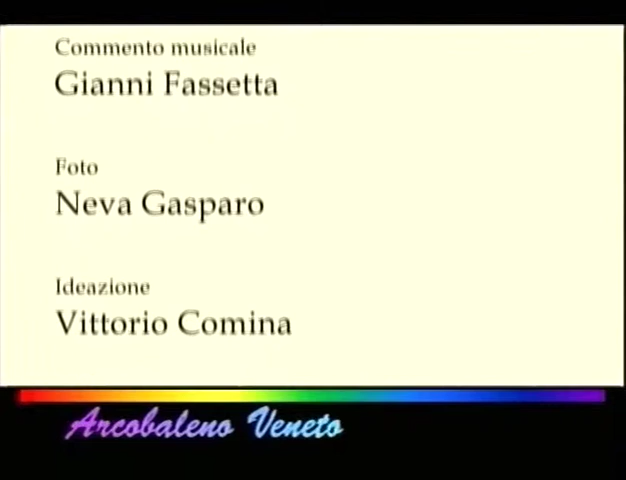 Commento musicale
Gianni Fassetta
Foto
Neva Gasparo
Ideazione
Vittorio Comina
Arcobaleno Veneto